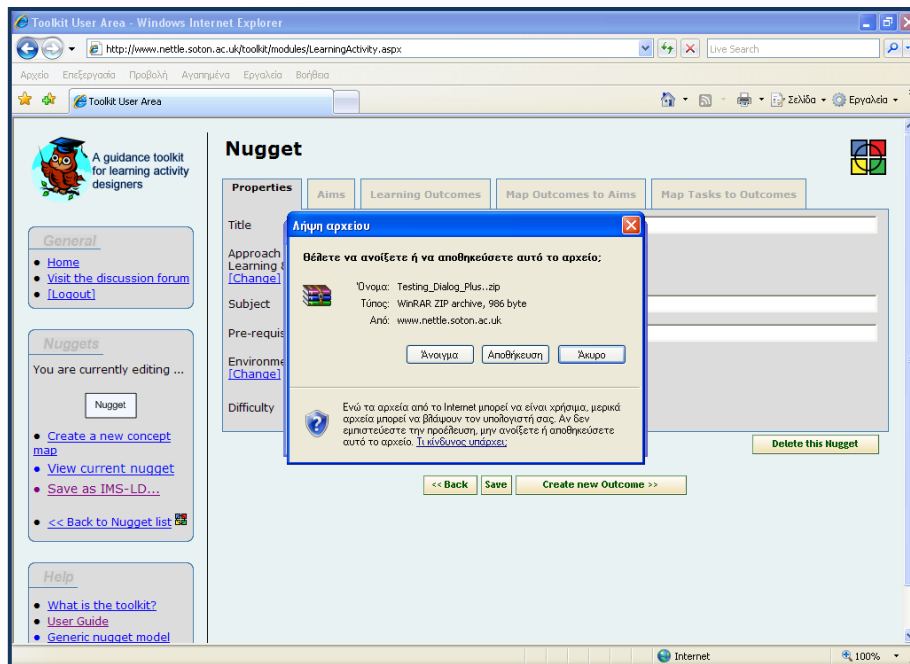 Toolkit User Area - Windows Internet Explorer
http://www.nettle.soton.ac.uk/toolkit/modules/LearningActivity.aspx
Live Search
Αρχείο Επεξεργασία Προβολή Αγαπημένα Εργαλεία Βοήθεια
Toolkit User Area
Σελίδα
Εργαλεία
A guidance toolkit
for learning activity
designers
General
Home
Visit the discussion forum
[Logout]
Nuggets
You are currently editing ...
Nugget
Create a new concept
map
View current nugget
Save as IMS-LD...
<< Back to Nugget list
Help
What is the toolkit?
User Guide
Generic nugget model
Nugget
Properties Aims Learning Outcomes Map Outcomes to Aims Map Tasks to Outcomes
Title
Approach
Learning
[Change]
Subject
Pre-requis
Environme
[Change]
Difficulty
Λήψη αρχείου
Θέλετε να ανοίξετε ή να αποθηκεύσετε αυτό το αρχείο;
Όνομα: Testing_Dialog_Plus..zip
Τύπος: WinRAR ZIP archive, 986 byte
Από: www.nettle.soton.ac.uk
Άνοιγμα Αποθήκευση Άκυρο
Ενώ τα αρχεία από το Internet μπορεί να είναι χρήσιμα, μερικά
αρχεία μπορεί να βλάψουν τον υπολογιστή σας. Αν δεν
εμπιστεύεστε την προέλευση, μην ανοίξετε ή αποθηκεύσετε
αυτό το αρχείο. Τι κίνδυνος υπάρχει;
Delete this Nugget
<< Back Save Create new Outcome >>
Internet 100%